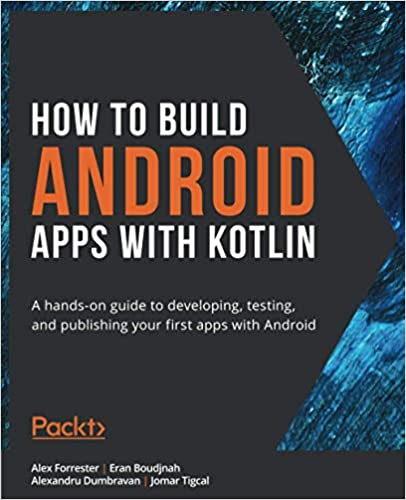 HOW TO BUILD
ANDROID
APPS WITH KOTLIN
A hands-on guide to developing, testing,
and publishing your first apps with Android
Packt>
Alex Forrester | Eran Boudjnah
Alexandru Dumbravan | Jomar Tigcal